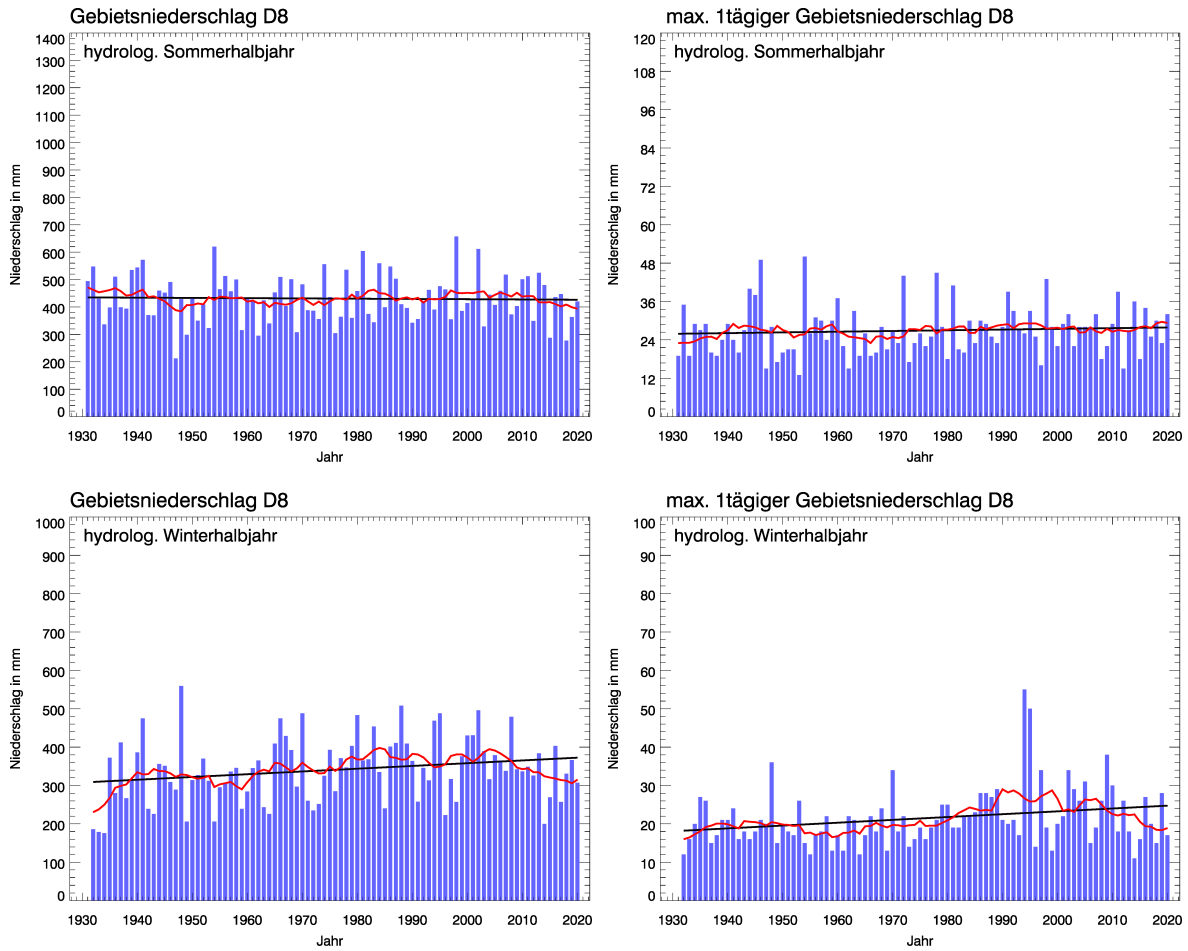 Gebietsniederschlag D8
hydrolog. Sommerhalbjahr
Niederschlag in mm
1400
1300
1200
1100
1000
900
800
700
600
500
400
300
200
100
0
1930 1940 1950 1960 1970 1980 1990 2000 2010 2020
Jahr
max. 1tägiger Gebietsniederschlag D8
hydrolog. Sommerhalbjahr
Niederschlag in mm
120
108
96
84
72
60
48
36
24
12
0
1930 1940 1950 1960 1970 1980 1990 2000 2010 2020
Jahr
Gebietsniederschlag D8
hydrolog. Winterhalbjahr
Niederschlag in mm
1000
900
800
700
600
500
400
300
200
100
0
1930 1940 1950 1960 1970 1980 1990 2000 2010 2020
Jahr
max. 1tägiger Gebietsniederschlag D8
hydrolog. Winterhalbjahr
Niederschlag in mm
100
90
80
70
60
50
40
30
20
10
0
1930 1940 1950 1960 1970 1980 1990 2000 2010 2020
Jahr